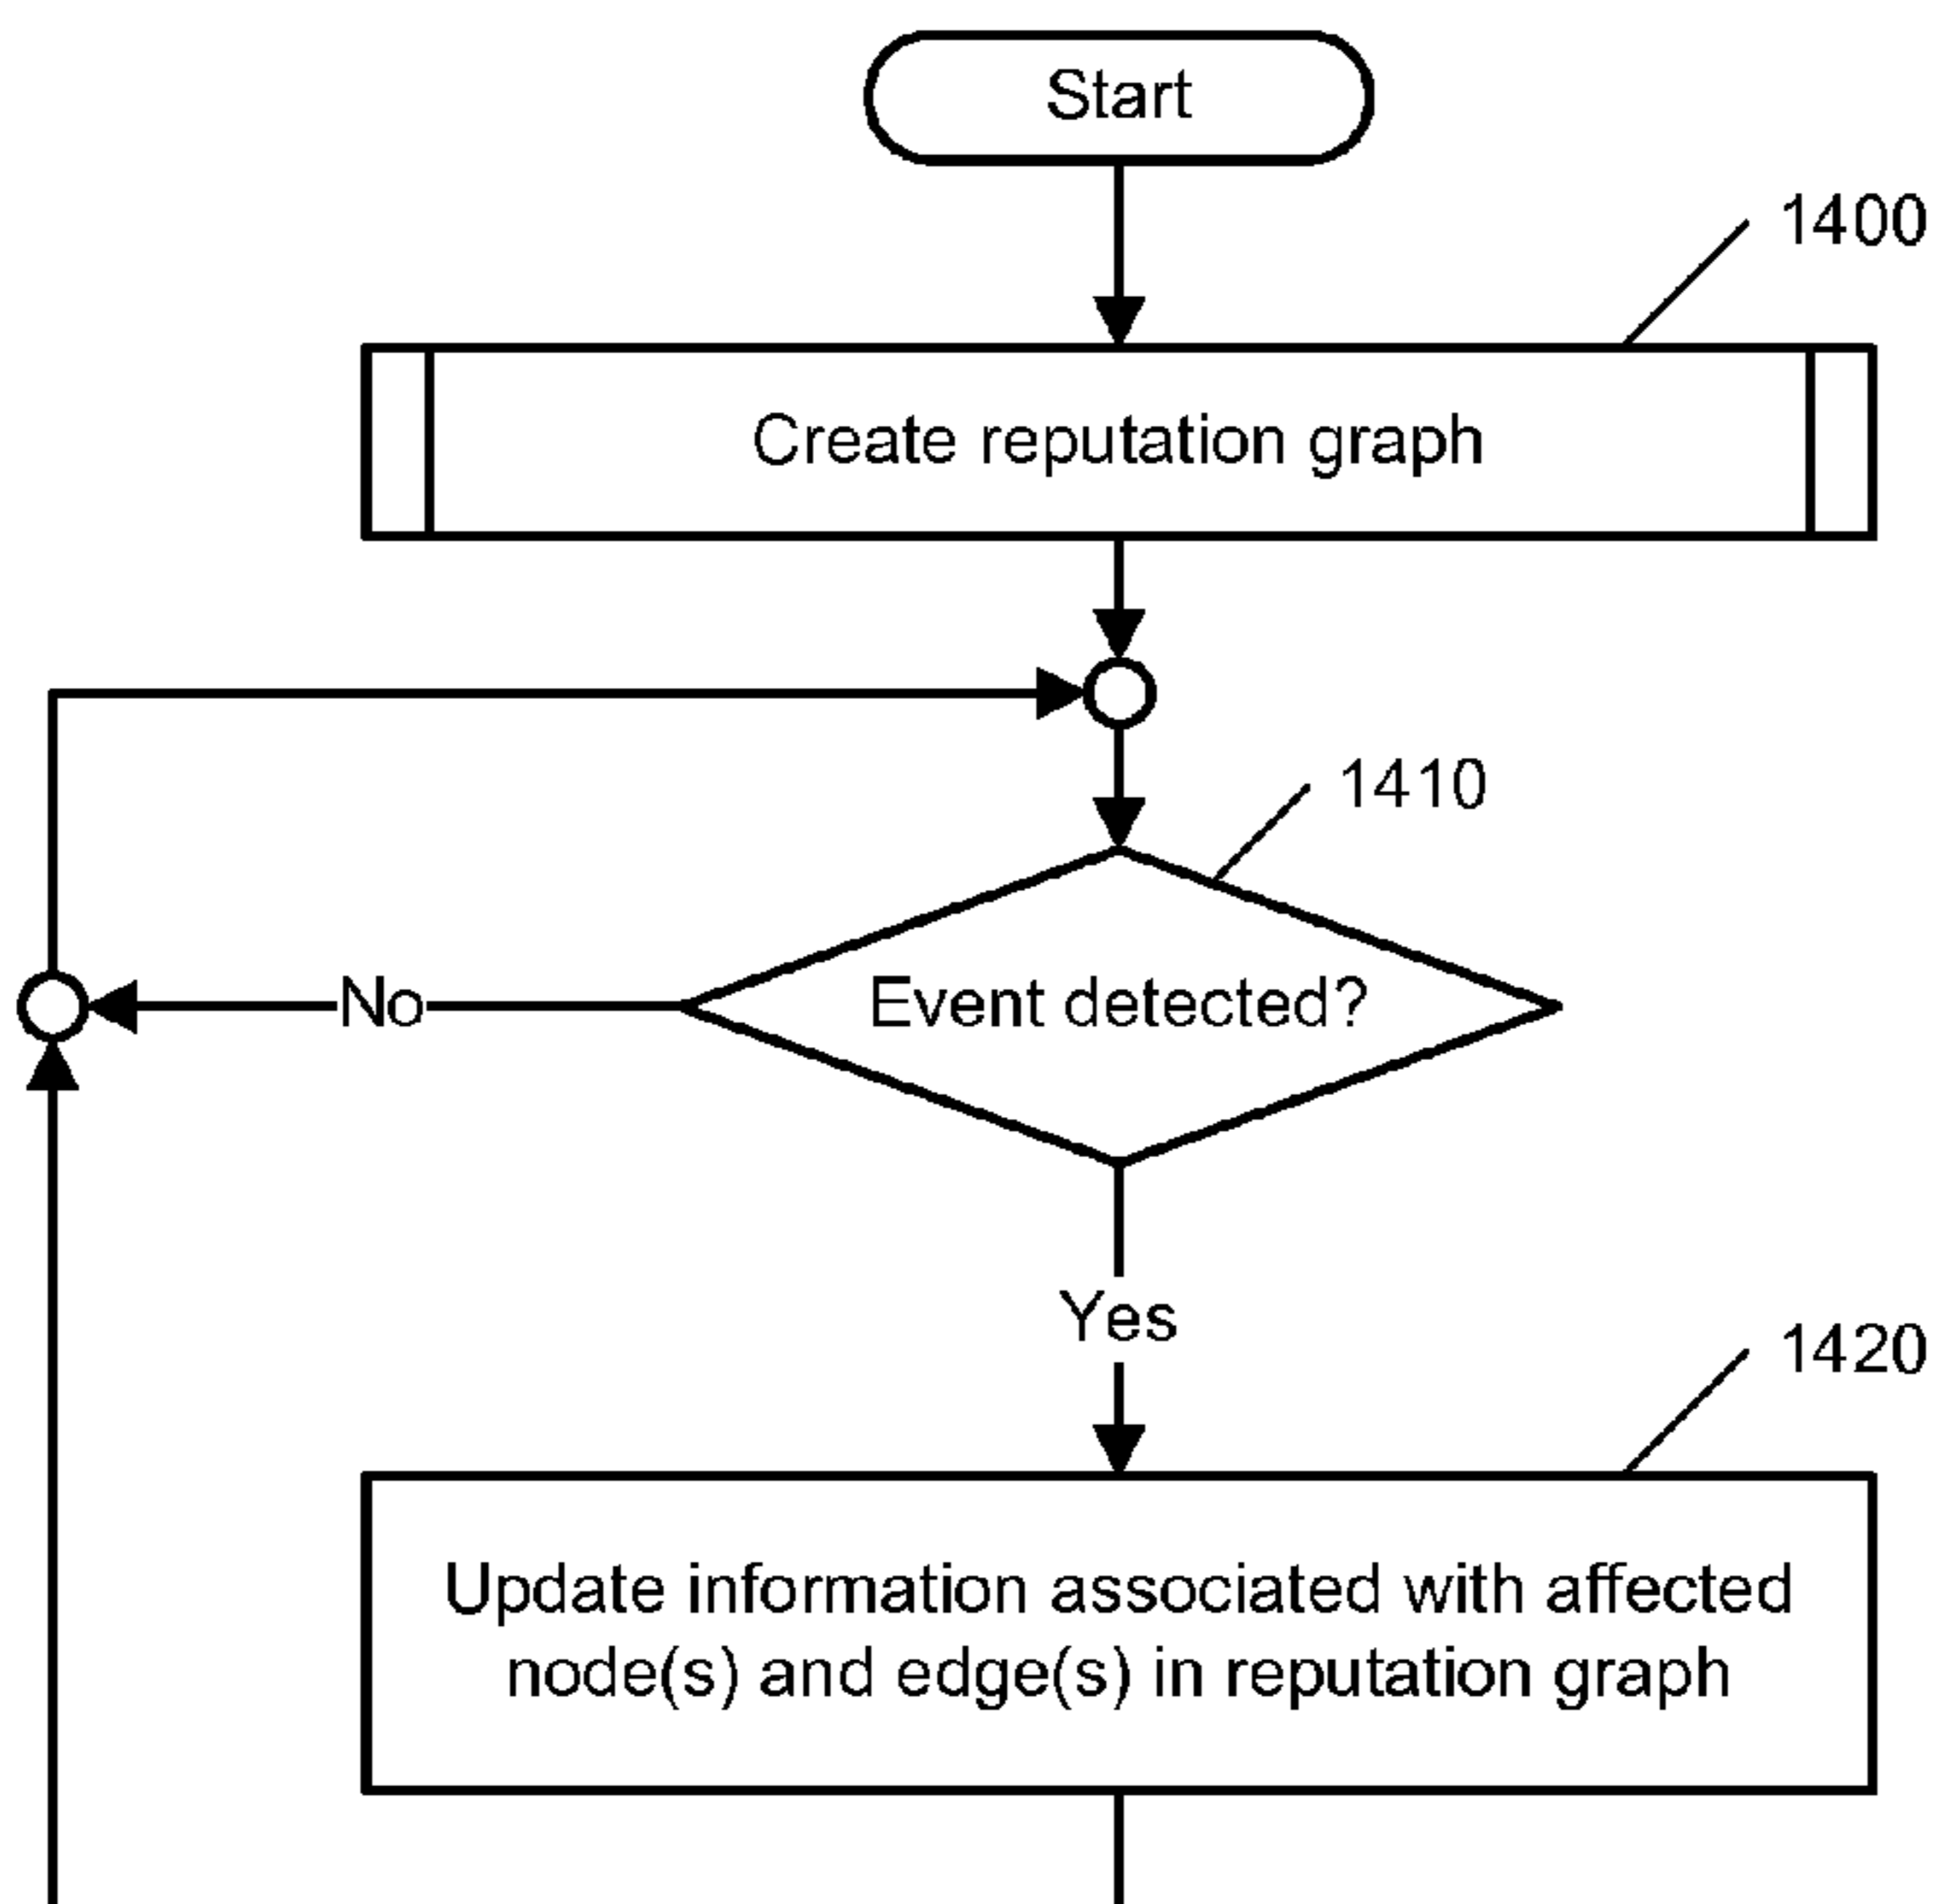 Start
1400
Create reputation graph
1410
Event detected?
No
Yes
1420
Update information associated with affected
node(s) and edge(s) in reputation graph